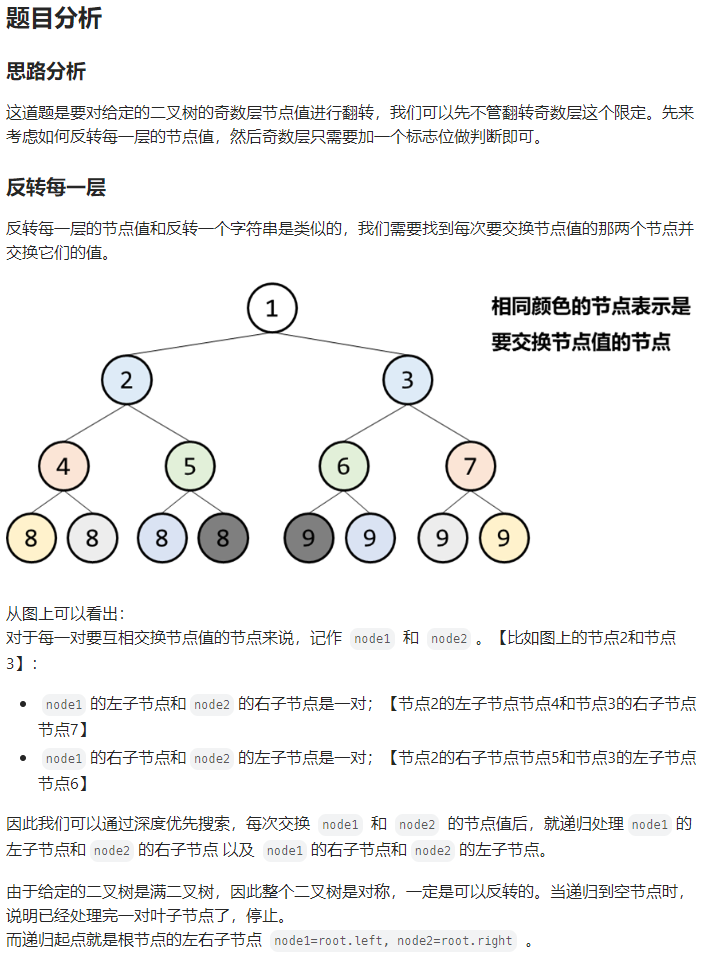 题目分析
思路分析
这道题是要对给定的二叉树的奇数层节点值进行翻转，我们可以先不管翻转奇数层这个限定。先来
考虑如何反转每一层的节点值，然后奇数层只需要加一个标志位做判断即可。
反转每一层
反转每一层的节点值和反转一个字符串是类似的，我们需要找到每次要交换节点值的那两个节点并
交换它们的值。
1
相同颜色的节点表示是
要交换节点值的节点
2 3
4 5 6 7
8 8 8 8 9 9 9 9
从图上可以看出：
对于每一对要互相交换节点值的节点来说，记作 node1 和 node2 。【比如图上的节点2和节点
3】：
• node1 的左子节点和 node2 的右子节点是一对；【节点2的左子节点节点4和节点3的右子节点
节点7】
• node1 的右子节点和 node2 的左子节点是一对；【节点2的右子节点节点5和节点3的左子节点
节点6】
因此我们可以通过深度优先搜索，每次交换 node1 和 node2 的节点值后，就递归处理 node1 的
左子节点和 node2 的右子节点 以及 node1 的右子节点和 node2 的左子节点。
由于给定的二叉树是满二叉树，因此整个二叉树是对称，一定是可以反转的。当递归到空节点时，
说明已经处理完一对叶子节点了，停止。
而递归起点就是根节点的左右子节点 node1=root.left, node2=root.right 。